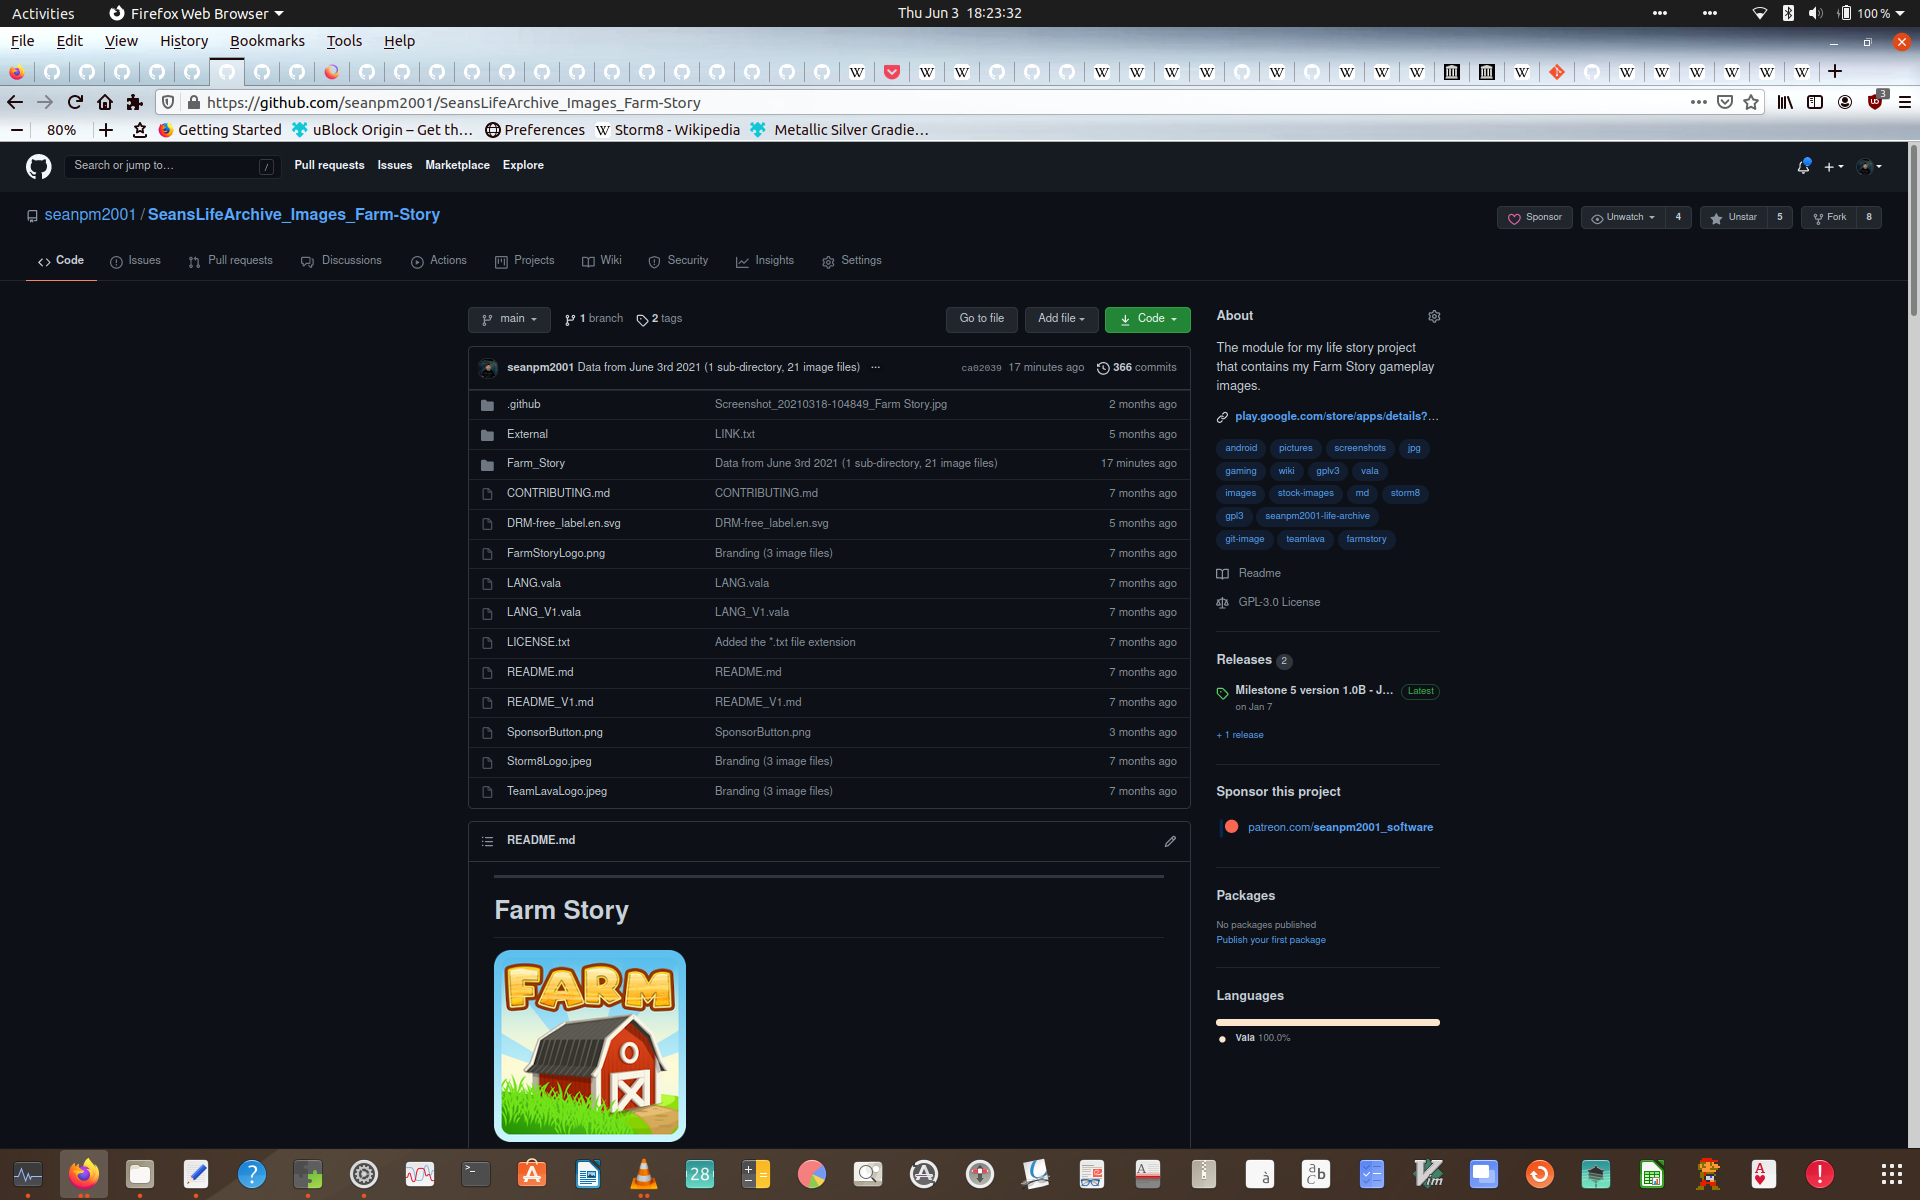 Activities Firefox Web Browser Thu Jun 3 18:23:32 100 %
File Edit View History Bookmarks Tools Help
https://github.com/seanpm2001/SeansLifeArchive_Images_Farm-Story 3
80% Getting Started uBlock Origin – Get th… Preferences Storm8 - Wikipedia Metallic Silver Gradie…
Search or jump to… / Pull requests Issues Marketplace Explore
seanpm2001 / SeansLifeArchive_Images_Farm-Story Sponsor Unwatch 4 Unstar 5 Fork 8
Code Issues Pull requests Discussions Actions Projects Wiki Security Insights Settings
main 1 branch 2 tags Go to file Add file Code
seanpm2001 Data from June 3rd 2021 (1 sub-directory, 21 image files) ... ca02039 17 minutes ago 366 commits
.github Screenshot_20210318-104849_Farm Story.jpg 2 months ago
External LINK.txt 5 months ago
Farm_Story Data from June 3rd 2021 (1 sub-directory, 21 image files) 17 minutes ago
CONTRIBUTING.md CONTRIBUTING.md 7 months ago
DRM-free_label.en.svg DRM-free_label.en.svg 5 months ago
FarmStoryLogo.png Branding (3 image files) 7 months ago
LANG.vala LANG.vala 7 months ago
LANG_V1.vala LANG_V1.vala 7 months ago
LICENSE.txt Added the *.txt file extension 7 months ago
README.md README.md 7 months ago
README_V1.md README_V1.md 7 months ago
SponsorButton.png SponsorButton.png 3 months ago
Storm8Logo.jpeg Branding (3 image files) 7 months ago
TeamLavaLogo.jpeg Branding (3 image files) 7 months ago
README.md
Farm Story
FARM
About
The module for my life story project
that contains my Farm Story gameplay
images.
play.google.com/store/apps/details?…
android pictures screenshots jpg
gaming wiki gplv3 vala
images stock-images md storm8
gpl3 seanpm2001-life-archive
git-image teamlava farmstory
Readme
GPL-3.0 License
Releases 2
Milestone 5 version 1.0B - J… Latest
on Jan 7
+ 1 release
Sponsor this project
patreon.com/seanpm2001_software
Packages
No packages published
Publish your first package
Languages
Vala 100.0%
28